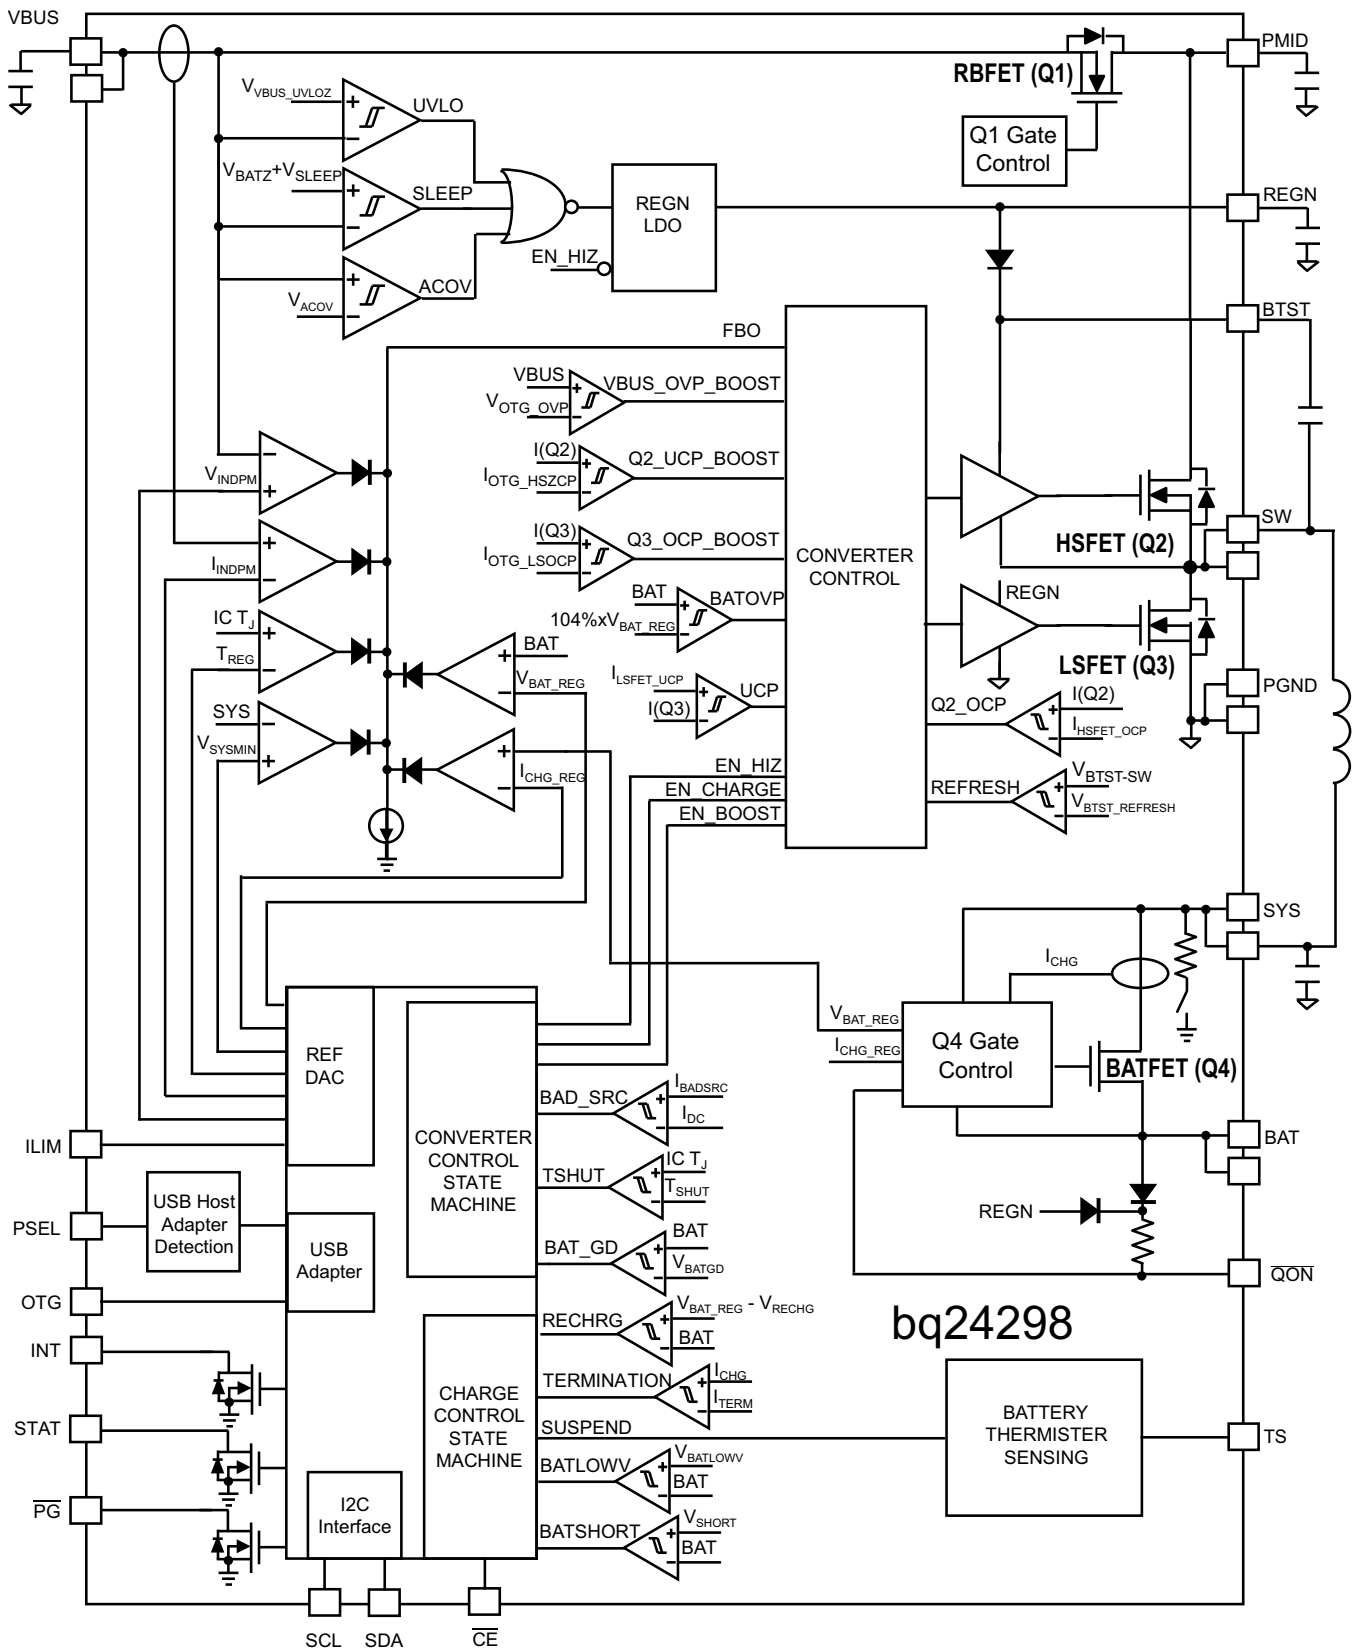 VBUS
PMID
RBFET (Q1)
V_VBUS_UVLOZ
UVLO
Q1 Gate
Control
V_BATZ+V_SLEEP
SLEEP
REGN
LDO
REGN
EN_HIZ
V_ACOV
ACOV
BTST
FBO
VBUS
V_OTG_OVP
VBUS_OVP_BOOST
I(Q2)
I_OTG_HSZCP
Q2_UCP_BOOST
V_INDPM
SW
HSFET (Q2)
I(Q3)
I_OTG_LSOCP
Q3_OCP_BOOST
CONVERTER
CONTROL
I_INDPM
BAT
104%xV_BAT_REG
BATOVP
REGN
IC T_J
T_REG
BAT
V_BAT_REG
LSFET (Q3)
I_LSFET_UCP
I(Q3)
UCP
PGND
Q2_OCP
I(Q2)
I_HSFET_OCP
SYS
V_SYSMIN
I_CHG_REG
EN_HIZ
EN_CHARGE
EN_BOOST
REFRESH
V_BTST-SW
V_BTST_REFRESH
SYS
I_CHG
V_BAT_REG
I_CHG_REG
Q4 Gate
Control
BATFET (Q4)
REF
DAC
BAD_SRC
I_BADSRC
I_DC
ILIM
CONVERTER
CONTROL
STATE
MACHINE
BAT
TSHUT
IC T_J
T_SHUT
USB Host
Adapter
Detection
PSEL
REGN
USB
Adapter
BAT_GD
BAT
V_BATGD
QON
OTG
RECHRG
V_BAT_REG - V_RECHG
BAT
bq24298
INT
TERMINATION
I_CHG
I_TERM
CHARGE
CONTROL
STATE
MACHINE
SUSPEND
BATTERY
THERMISTER
SENSING
STAT
TS
BATLOWV
V_BATLOWV
BAT
PG
I2C
Interface
BATSHORT
V_SHORT
BAT
SCL
SDA
CE